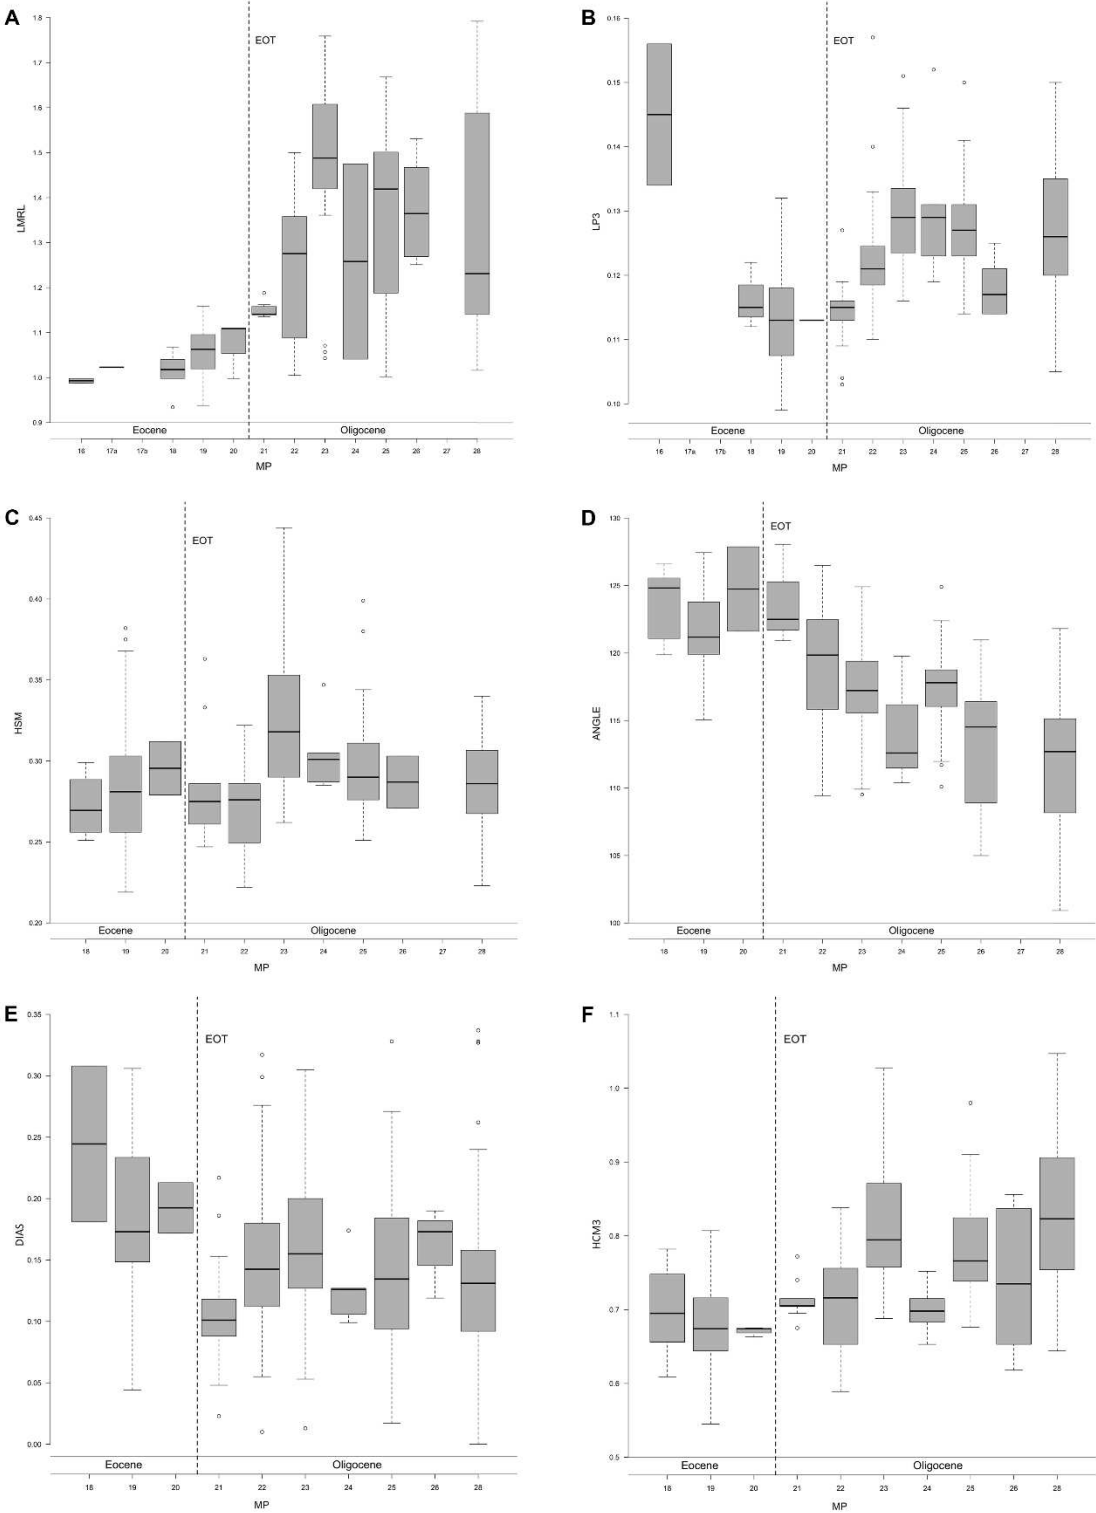 A
LMRL
1.8
1.7
1.6
1.5
1.4
1.3
1.2
1.1
1.0
0.9
EOT
Eocene Oligocene
16 17a 17b 18 19 20 21 22 23 24 25 26 27 28
MP
B
LP3
0.16
0.15
0.14
0.13
0.12
0.11
0.10
EOT
Eocene Oligocene
16 17a 17b 18 19 20 21 22 23 24 25 26 27 28
MP
C
HSM
0.45
0.40
0.35
0.30
0.25
0.20
EOT
Eocene Oligocene
18 19 20 21 22 23 24 25 26 27 28
MP
D
ANGLE
130
125
120
115
110
105
100
EOT
Eocene Oligocene
18 19 20 21 22 23 24 25 26 27 28
MP
E
DIAS
0.35
0.30
0.25
0.20
0.15
0.10
0.05
0.00
EOT
Eocene Oligocene
18 19 20 21 22 23 24 25 26 28
MP
F
HCM3
1.1
1.0
0.9
0.8
0.7
0.6
0.5
EOT
Eocene Oligocene
18 19 20 21 22 23 24 25 26 28
MP